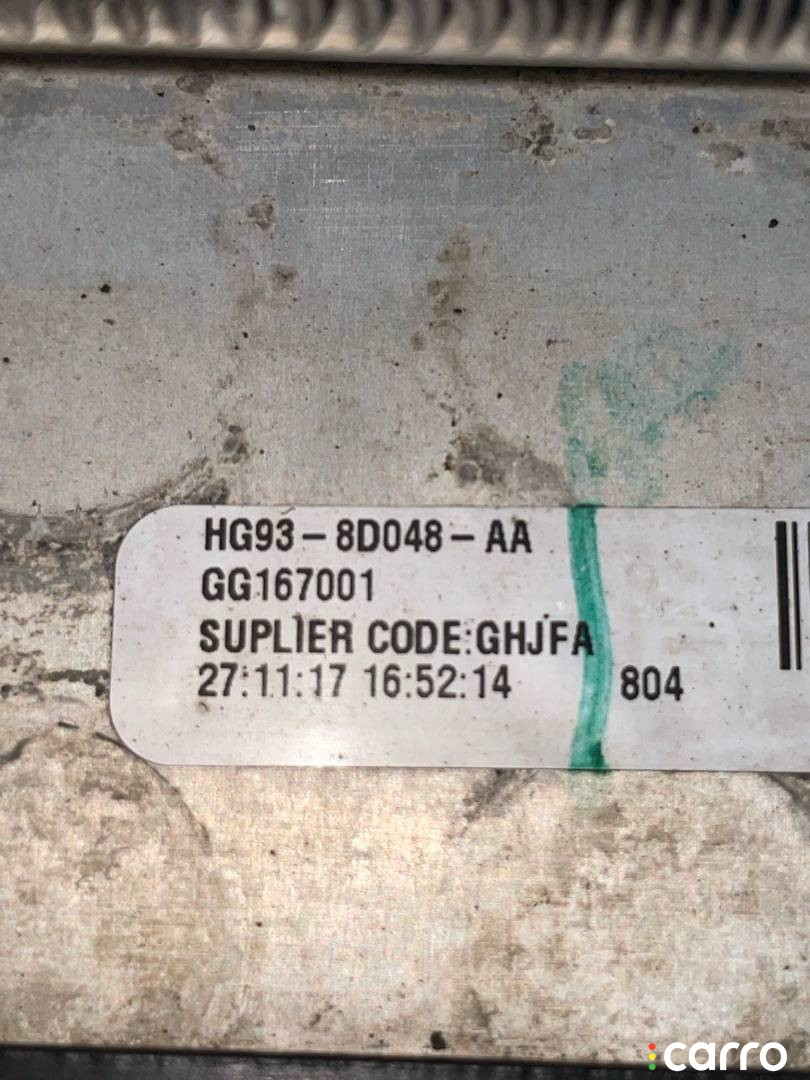 HG93-8D048-AA
GG167001
SUPLIER CODE:GHJFA
27:11:17 16:52:14 804
carro